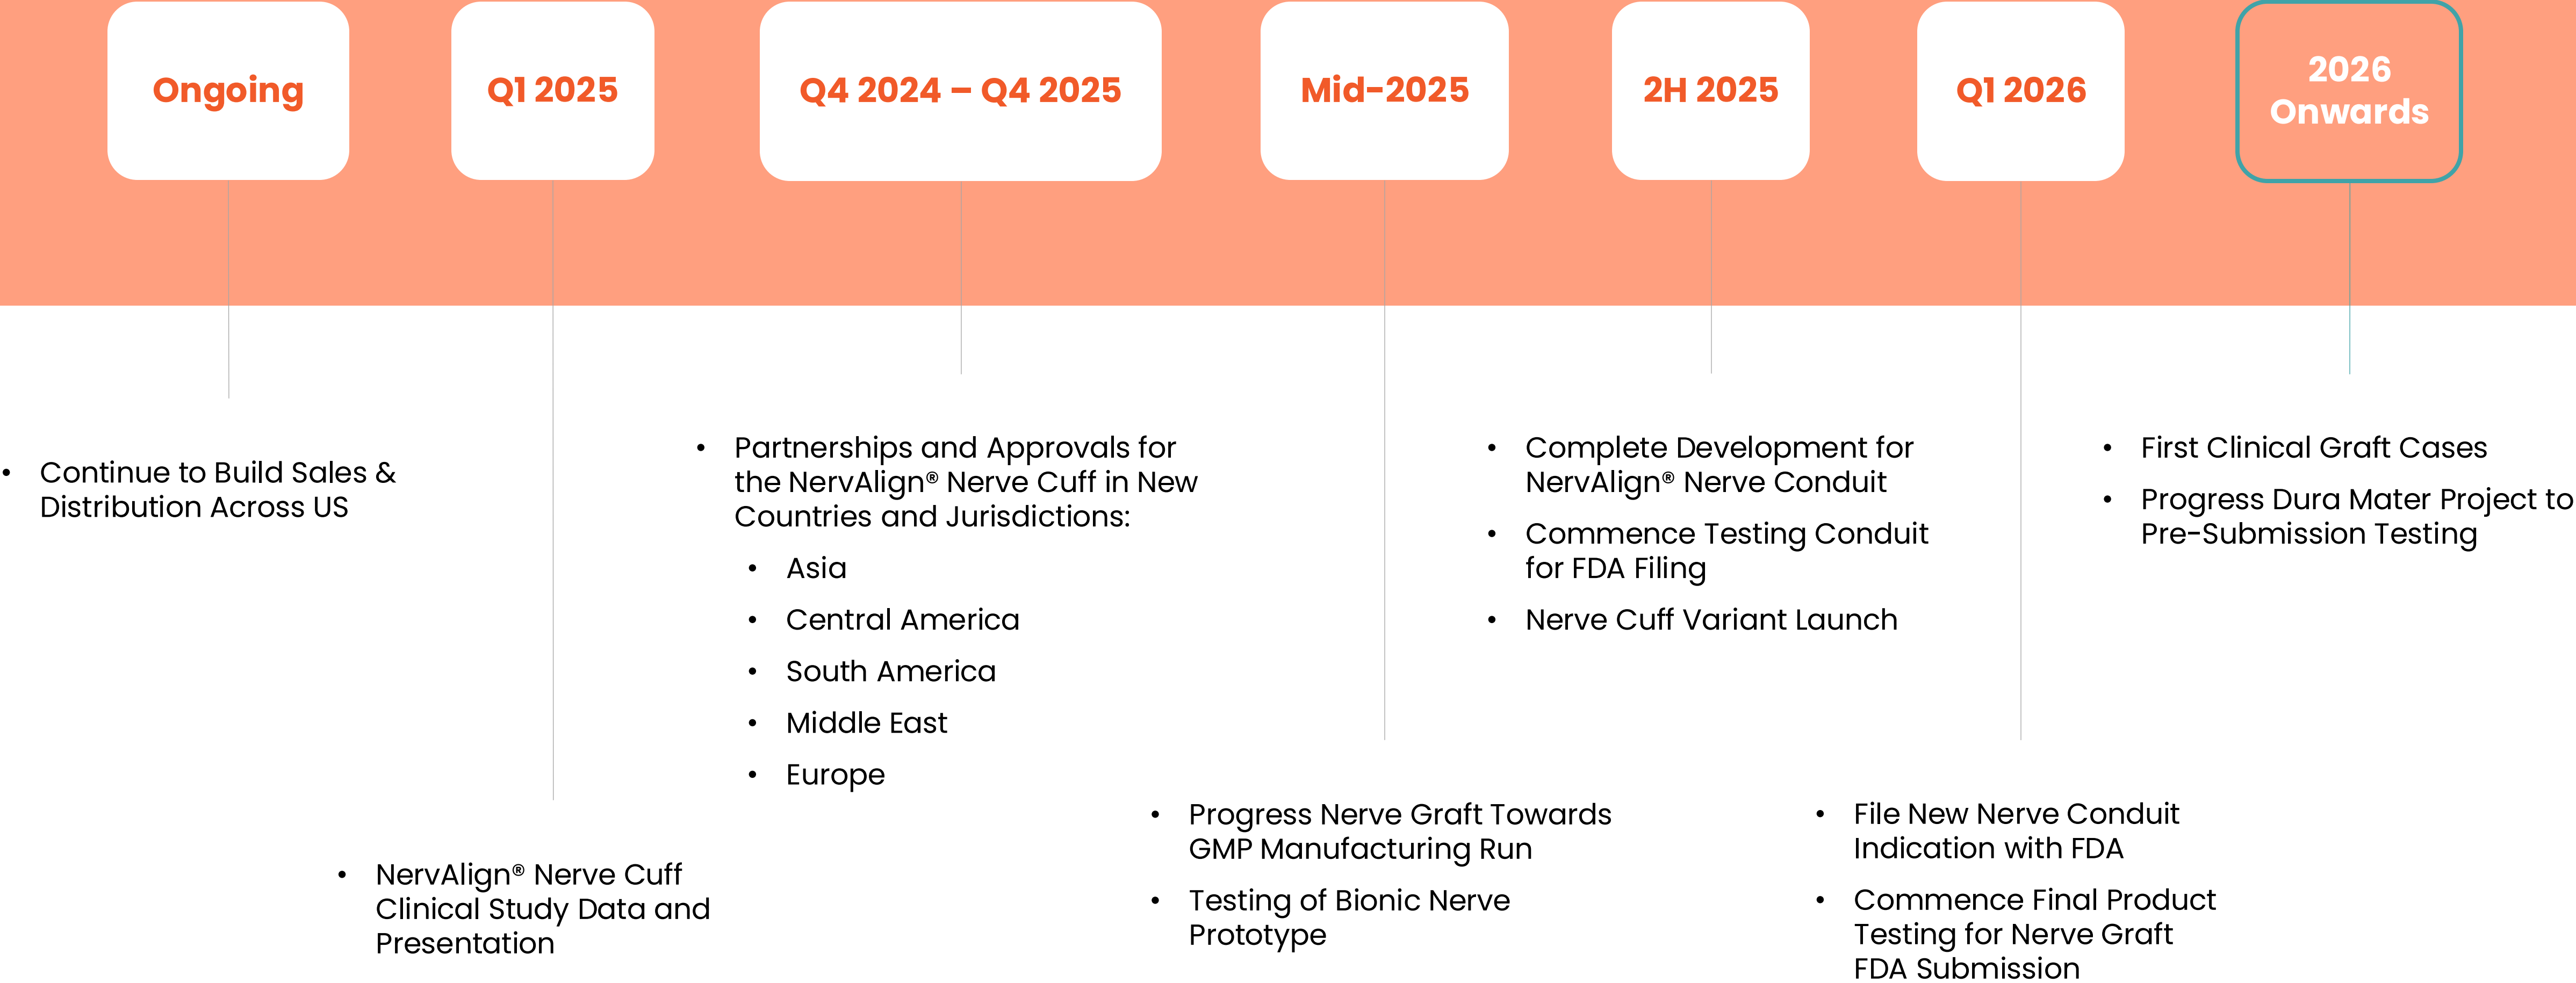 Ongoing
• Continue to Build Sales &
Distribution Across US
Q1 2025
• NervAlign® Nerve Cuff
Clinical Study Data and
Presentation
Q4 2024 – Q4 2025
• Partnerships and Approvals for
the NervAlign® Nerve Cuff in New
Countries and Jurisdictions:
• Asia
• Central America
• South America
• Middle East
• Europe
Mid-2025
• Progress Nerve Graft Towards
GMP Manufacturing Run
• Testing of Bionic Nerve
Prototype
2H 2025
• Complete Development for
NervAlign® Nerve Conduit
• Commence Testing Conduit
for FDA Filing
• Nerve Cuff Variant Launch
Q1 2026
• File New Nerve Conduit
Indication with FDA
• Commence Final Product
Testing for Nerve Graft
FDA Submission
2026
Onwards
• First Clinical Graft Cases
• Progress Dura Mater Project to
Pre-Submission Testing